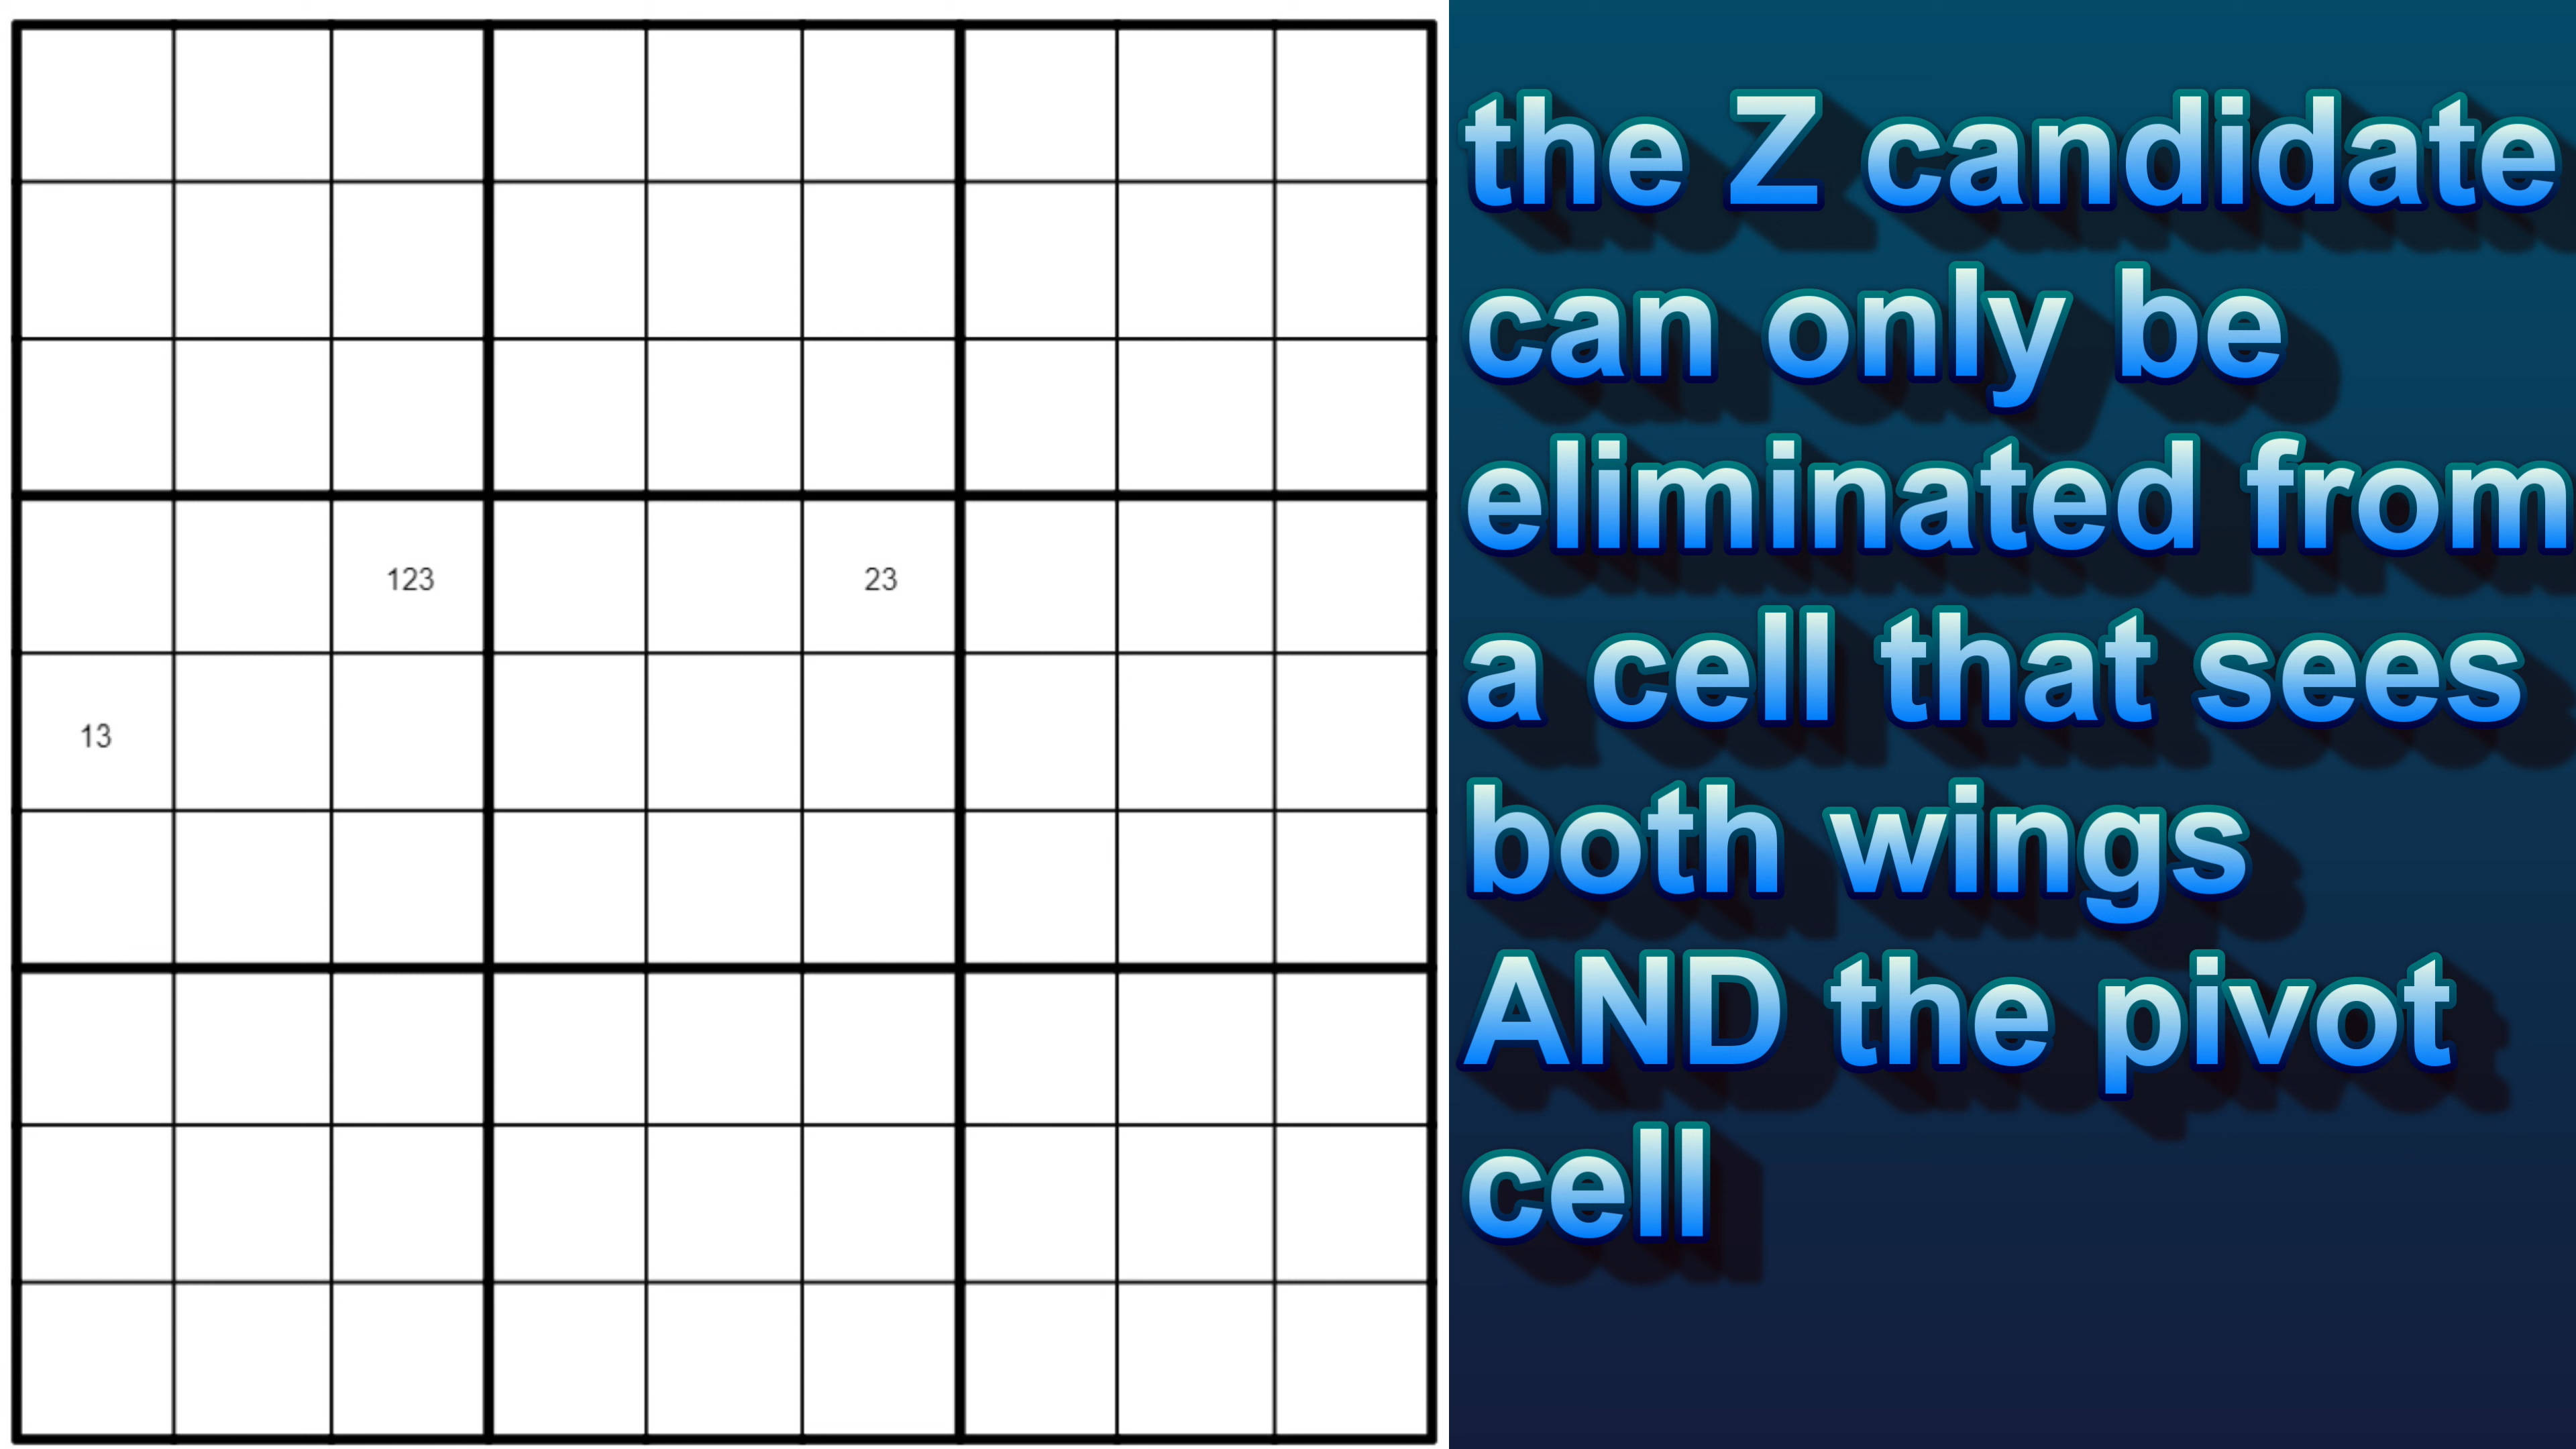 123
23
13
the Z candidate
can only be
eliminated from
a cell that sees
both wings
AND the pivot
cell